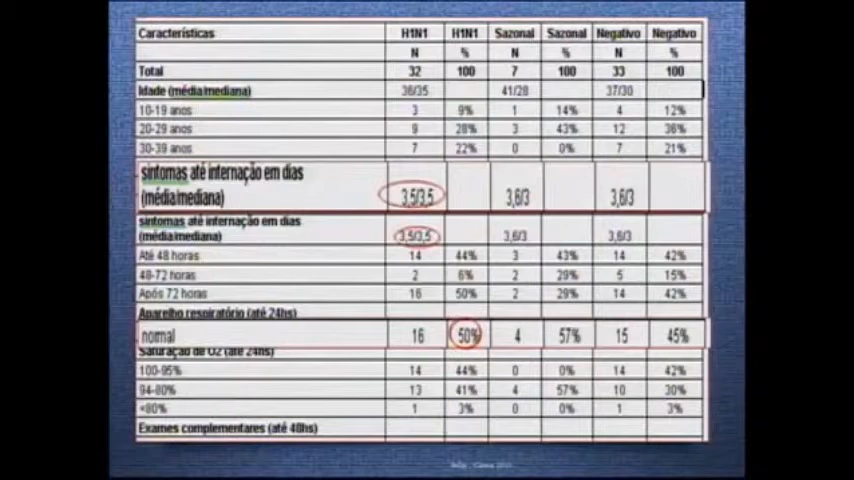 Características H1N1 H1N1 Sazonal Sazonal Negativo Negativo
N % N % N %
Total 32 100 7 100 33 100
Idade (média/mediana) 36/35 41/28 37/30
10-19 anos 3 9% 1 14% 4 12%
20-29 anos 9 28% 3 43% 12 36%
30-39 anos 7 22% 0 0% 7 21%
sintomas até internação em dias
(média/mediana) 3,5/3,5 3,6/3 3,6/3
sintomas até internação em dias
(média/mediana) 3,5/3,5 3,6/3 3,6/3
Até 48 horas 14 44% 3 43% 14 42%
48-72 horas 2 6% 2 29% 5 15%
Após 72 horas 16 50% 2 29% 14 42%
Aparelho respiratório (até 24hs)
normal 16 50% 4 57% 15 45%
Saturação de O2 (até 24hs)
100-95% 14 44% 0 0% 14 42%
94-80% 13 41% 4 57% 10 30%
<80% 1 3% 0 0% 1 3%
Exames complementares (até 48hs)